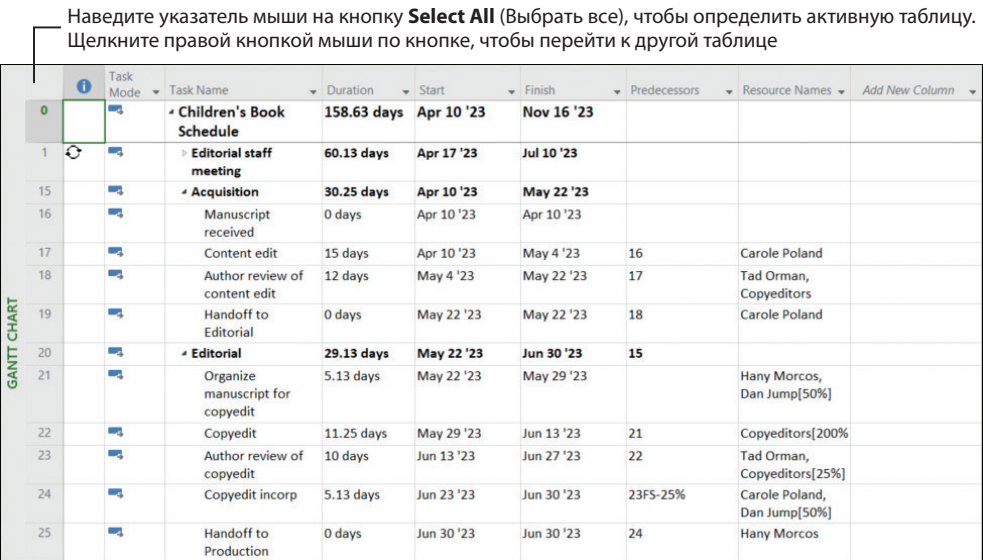 Наведите указатель мыши на кнопку Select All (Выбрать все), чтобы определить активную таблицу.
Щелкните правой кнопкой мыши по кнопке, чтобы перейти к другой таблице
Task Mode Task Name Duration Start Finish Predecessors Resource Names Add New Column
0 Children's Book Schedule 158.63 days Apr 10 '23 Nov 16 '23
1 Editorial staff meeting 60.13 days Apr 17 '23 Jul 10 '23
15 Acquisition 30.25 days Apr 10 '23 May 22 '23
16 Manuscript received 0 days Apr 10 '23 Apr 10 '23
17 Content edit 15 days Apr 10 '23 May 4 '23 16 Carole Poland
18 Author review of content edit 12 days May 4 '23 May 22 '23 17 Tad Orman, Copyeditors
19 Handoff to Editorial 0 days May 22 '23 May 22 '23 18 Carole Poland
20 Editorial 29.13 days May 22 '23 Jun 30 '23 15
21 Organize manuscript for copyedit 5.13 days May 22 '23 May 29 '23 Hany Morcos, Dan Jump[50%]
22 Copyedit 11.25 days May 29 '23 Jun 13 '23 21 Copyeditors[200%
23 Author review of copyedit 10 days Jun 13 '23 Jun 27 '23 22 Tad Orman, Copyeditors[25%]
24 Copyedit incorp 5.13 days Jun 23 '23 Jun 30 '23 23FS-25% Carole Poland, Dan Jump[50%]
25 Handoff to Production 0 days Jun 30 '23 Jun 30 '23 24 Hany Morcos
GANTT CHART